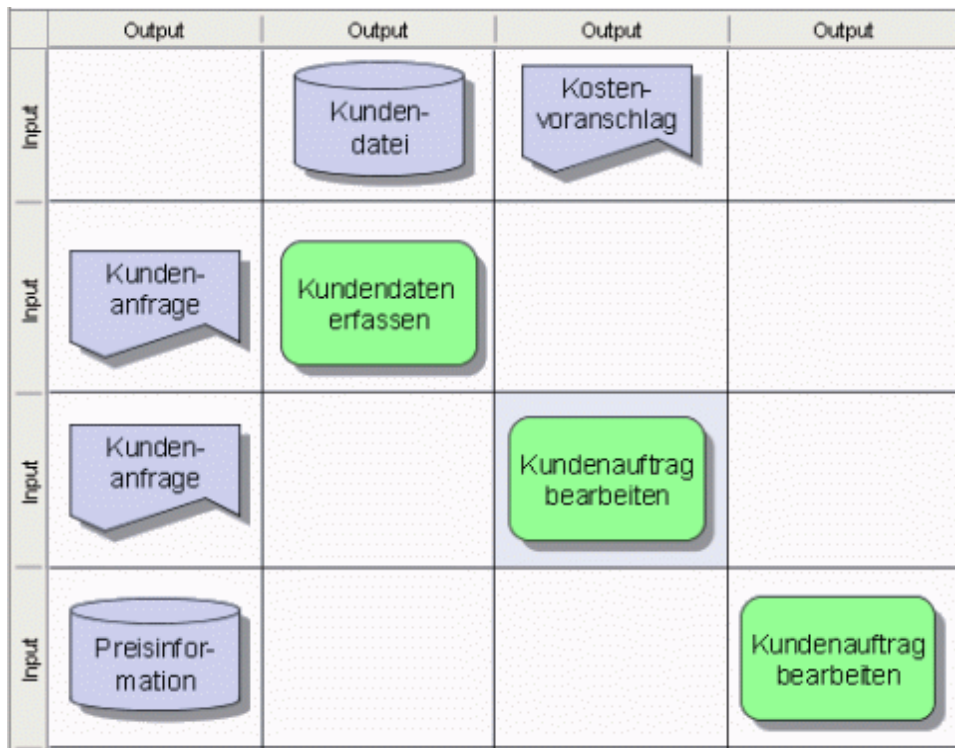 Output
Output
Output
Output
Input
Kunden-
datei
Kosten-
voranschlag
Input
Kunden-
anfrage
Kundendaten
erfassen
Input
Kunden-
anfrage
Kundenauftrag
bearbeiten
Input
Preisinfor-
mation
Kundenauftrag
bearbeiten